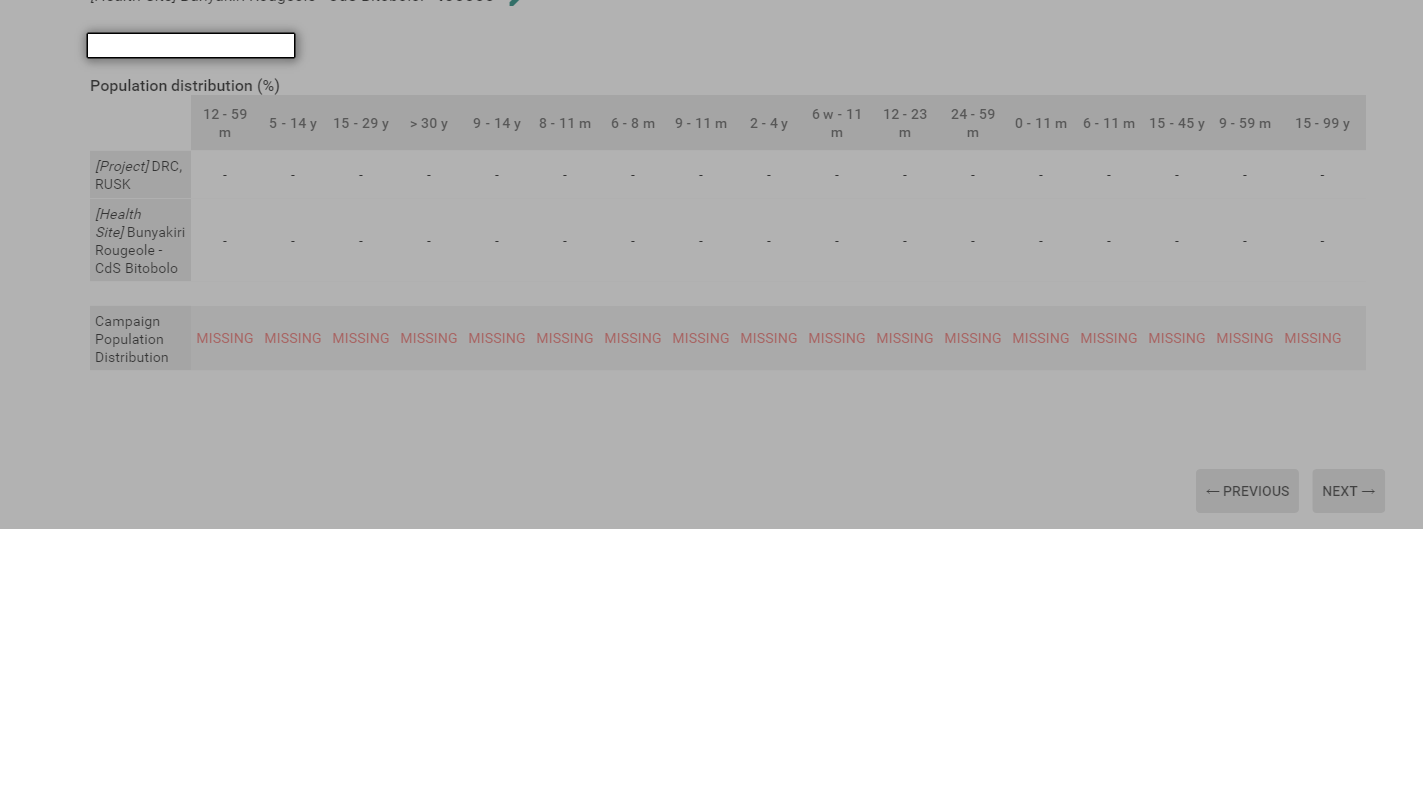 Population distribution (%)
12 - 59 m 5 - 14 y 15 - 29 y > 30 y 9 - 14 y 8 - 11 m 6 - 8 m 9 - 11 m 2 - 4 y 6 w - 11 m 12 - 23 m 24 - 59 m 0 - 11 m 6 - 11 m 15 - 45 y 9 - 59 m 15 - 99 y
[Project] DRC,
RUSK
- - - - - - - - - - - - - - - - -
[Health
Site] Bunyakiri
Rougeole -
CdS Bitobolo
- - - - - - - - - - - - - - - - -
Campaign
Population
Distribution
MISSING MISSING MISSING MISSING MISSING MISSING MISSING MISSING MISSING MISSING MISSING MISSING MISSING MISSING MISSING MISSING MISSING
← PREVIOUS NEXT →